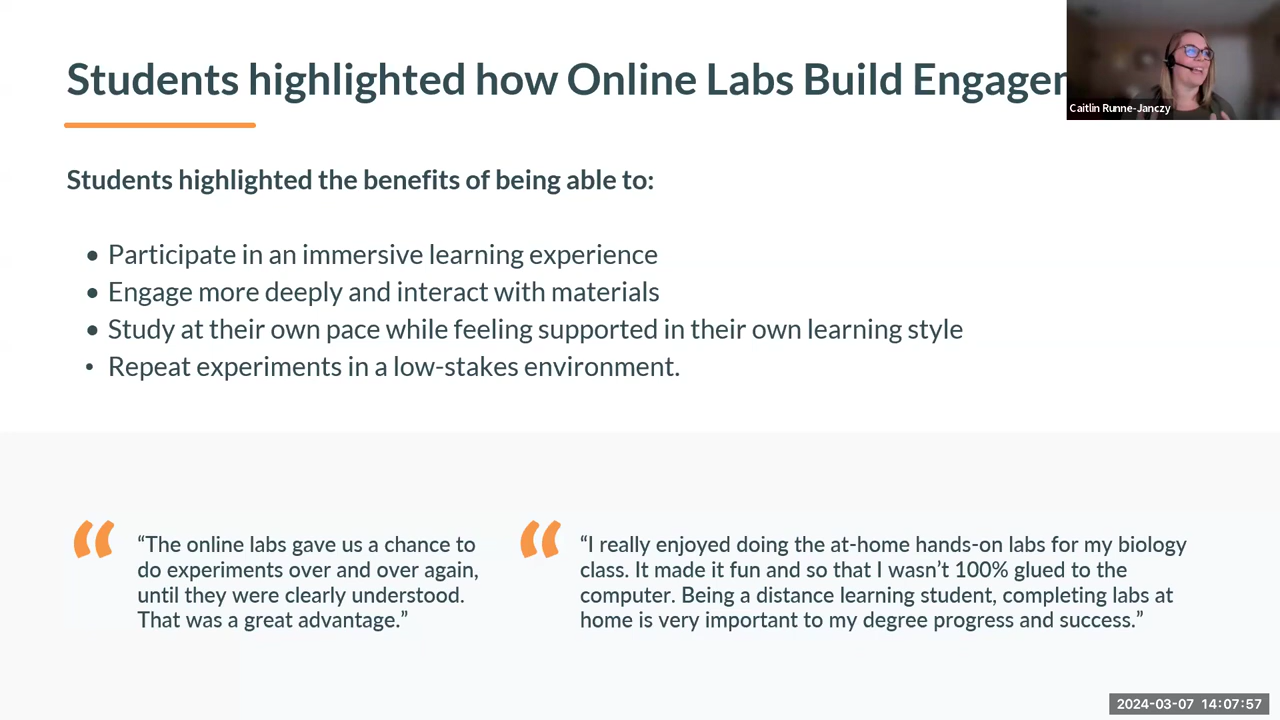 Students highlighted how Online Labs Build Engagem
Caitlin Runne-Janczy
Students highlighted the benefits of being able to:
• Participate in an immersive learning experience
• Engage more deeply and interact with materials
• Study at their own pace while feeling supported in their own learning style
• Repeat experiments in a low-stakes environment.
“The online labs gave us a chance to
do experiments over and over again,
until they were clearly understood.
That was a great advantage.”
“I really enjoyed doing the at-home hands-on labs for my biology
class. It made it fun and so that I wasn’t 100% glued to the
computer. Being a distance learning student, completing labs at
home is very important to my degree progress and success.”
2024-03-07 14:07:57